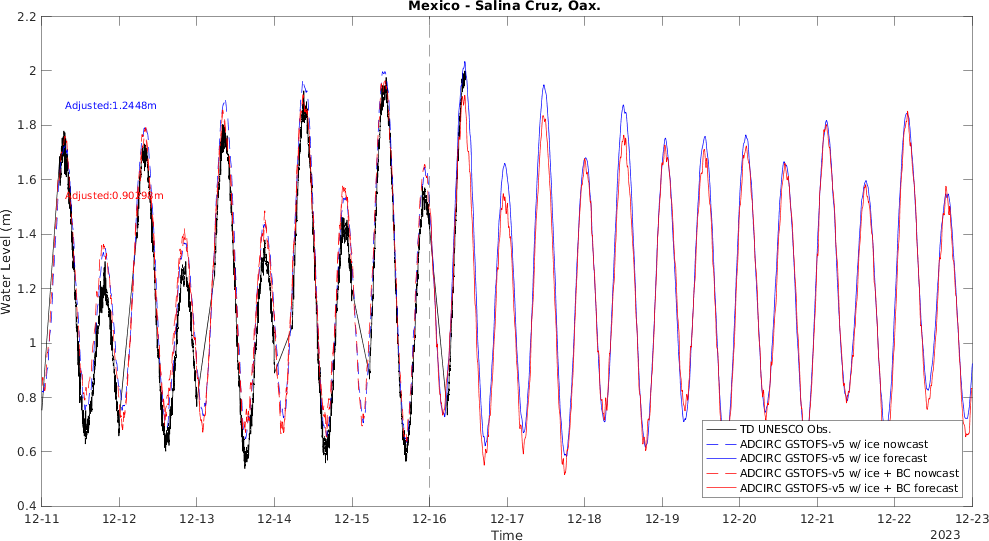 Mexico - Salina Cruz, Oax.
2.2
2
1.8
1.6
1.4
1.2
1
0.8
0.6
0.4
Water Level (m)
Adjusted:1.2448m
Adjusted:0.90298m
TD UNESCO Obs.
ADCIRC GSTOFS-v5 w/ ice nowcast
ADCIRC GSTOFS-v5 w/ ice forecast
ADCIRC GSTOFS-v5 w/ ice + BC nowcast
ADCIRC GSTOFS-v5 w/ ice + BC forecast
12-11 12-12 12-13 12-14 12-15 12-16 12-17 12-18 12-19 12-20 12-21 12-22 12-23
Time
2023